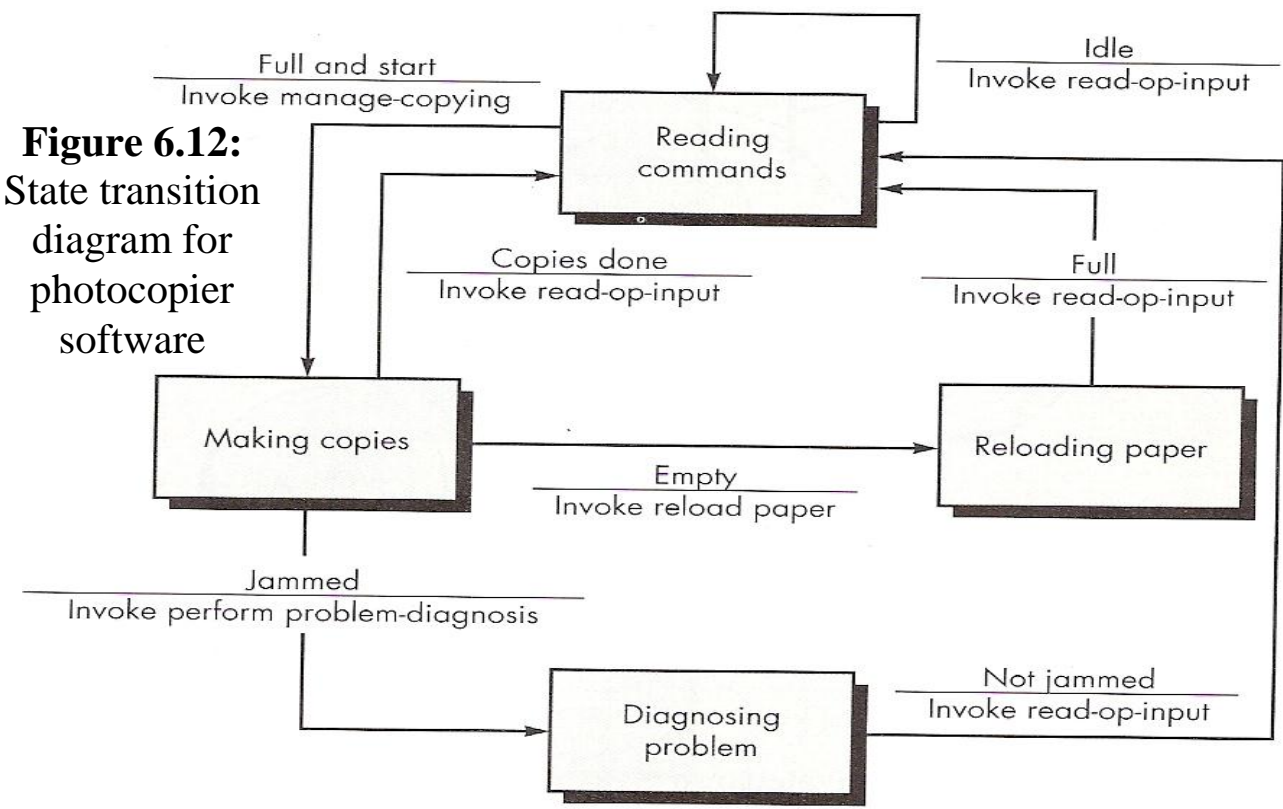 Full and start
Invoke manage-copying
Idle
Invoke read-op-input
Figure 6.12:
State transition
diagram for
photocopier
software
Reading
commands
Copies done
Invoke read-op-input
Full
Invoke read-op-input
Making copies
Reloading paper
Empty
Invoke reload paper
Jammed
Invoke perform problem-diagnosis
Diagnosing
problem
Not jammed
Invoke read-op-input